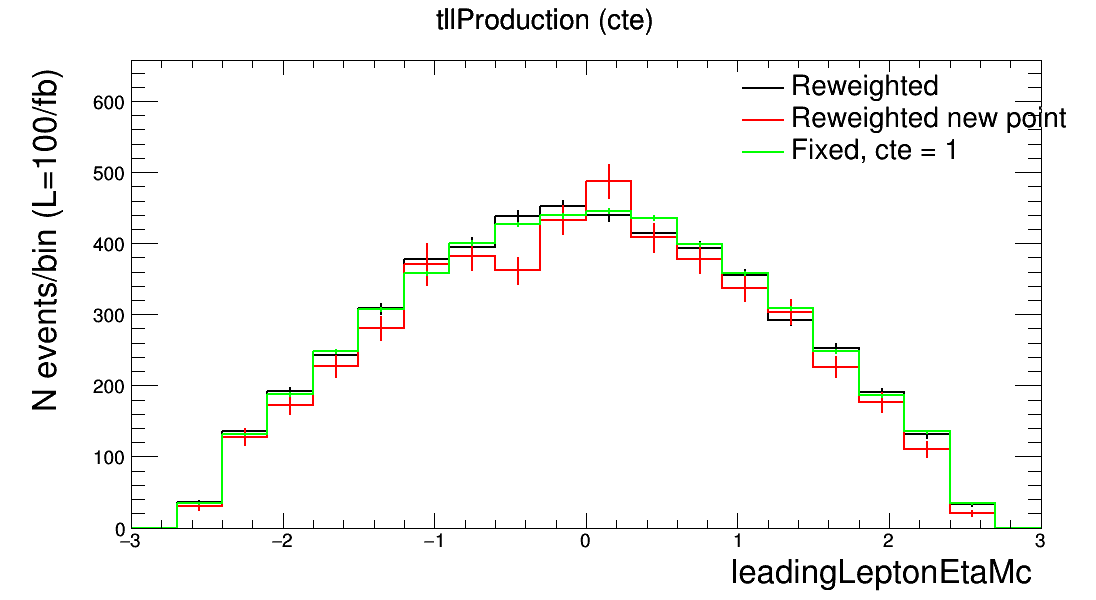 tllProduction (cte)
N events/bin (L=100/fb)
600
500
400
300
200
100
0
Reweighted
Reweighted new point
Fixed, cte = 1
−3 −2 −1 0 1 2 3
leadingLeptonEtaMc